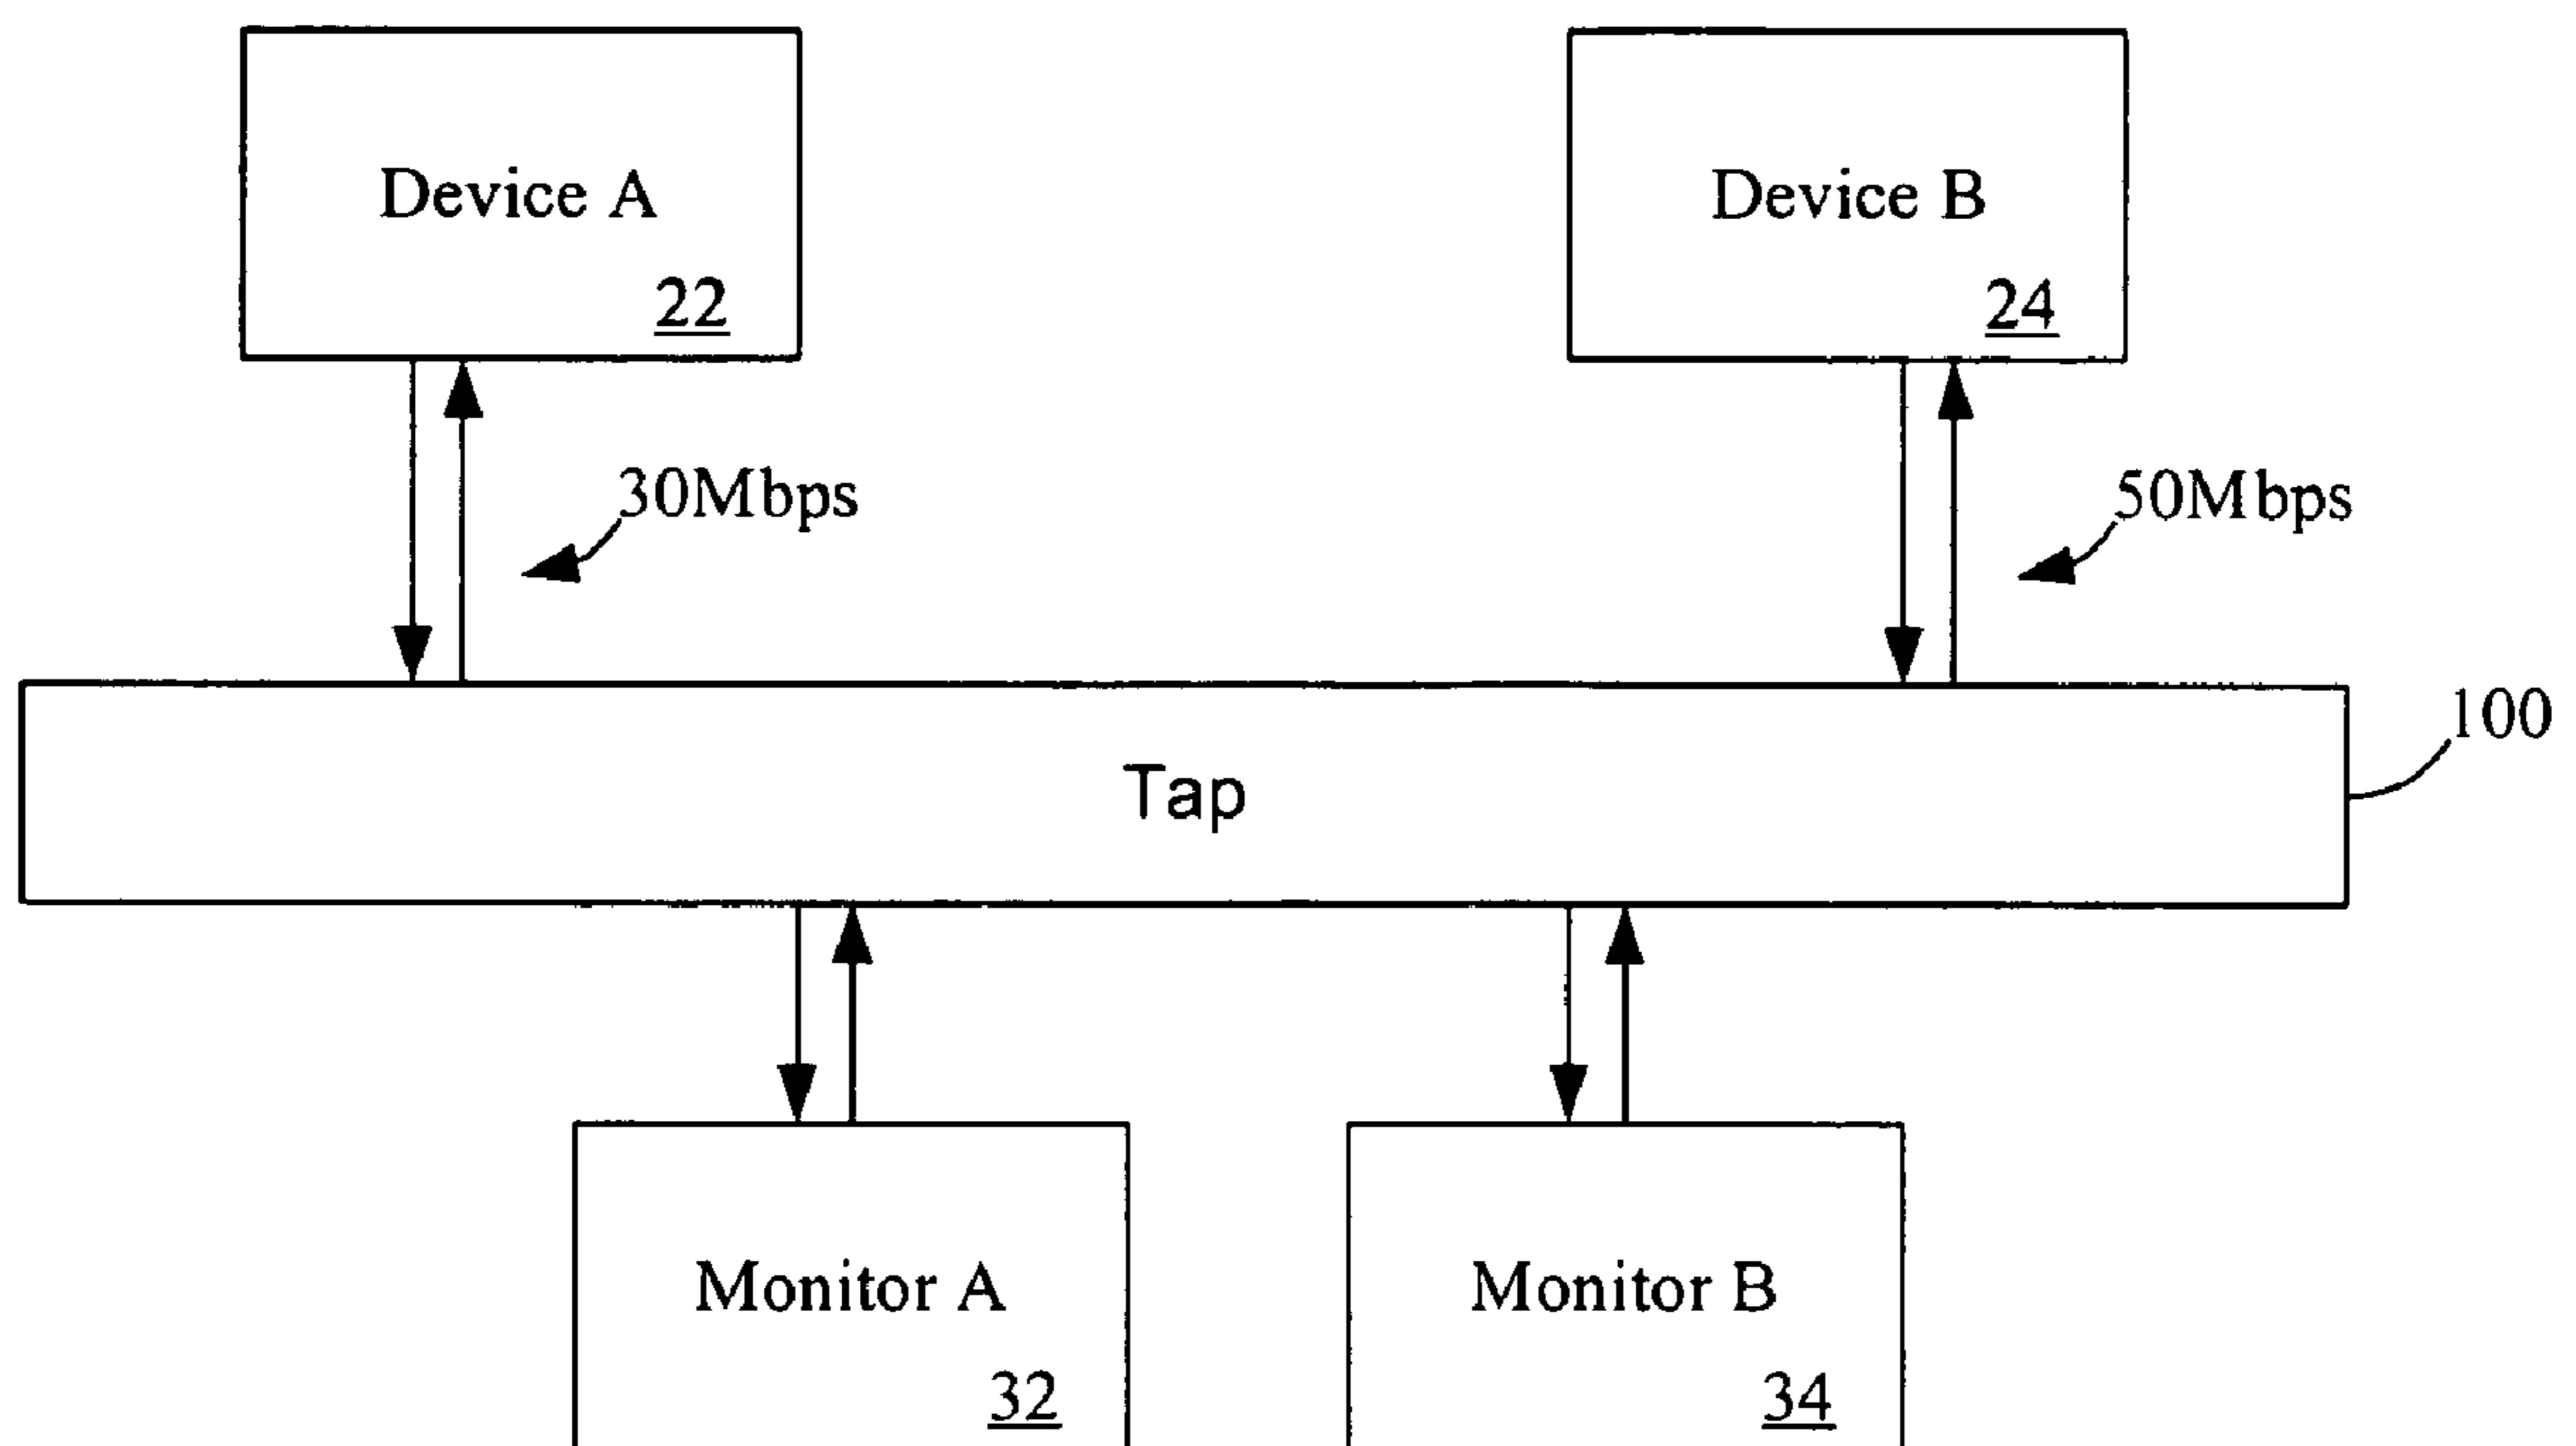 Device A
22
Device B
24
30Mbps
50Mbps
100
Tap
Monitor A
32
Monitor B
34